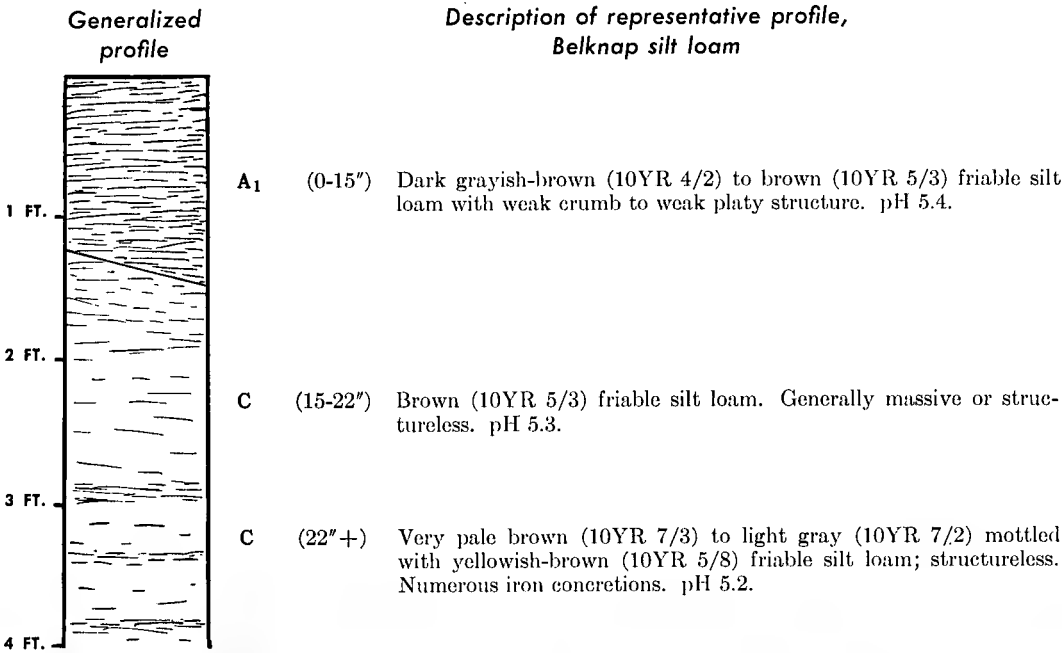 Generalized
profile
Description of representative profile,
Belknap silt loam
A1 (0-15″) Dark grayish-brown (10YR 4/2) to brown (10YR 5/3) friable silt
loam with weak crumb to weak platy structure. pH 5.4.
1 FT.
2 FT.
C (15-22″) Brown (10YR 5/3) friable silt loam. Generally massive or struc-
tureless. pH 5.3.
3 FT.
C (22″+) Very pale brown (10YR 7/3) to light gray (10YR 7/2) mottled
with yellowish-brown (10YR 5/8) friable silt loam; structureless.
Numerous iron concretions. pH 5.2.
4 FT.